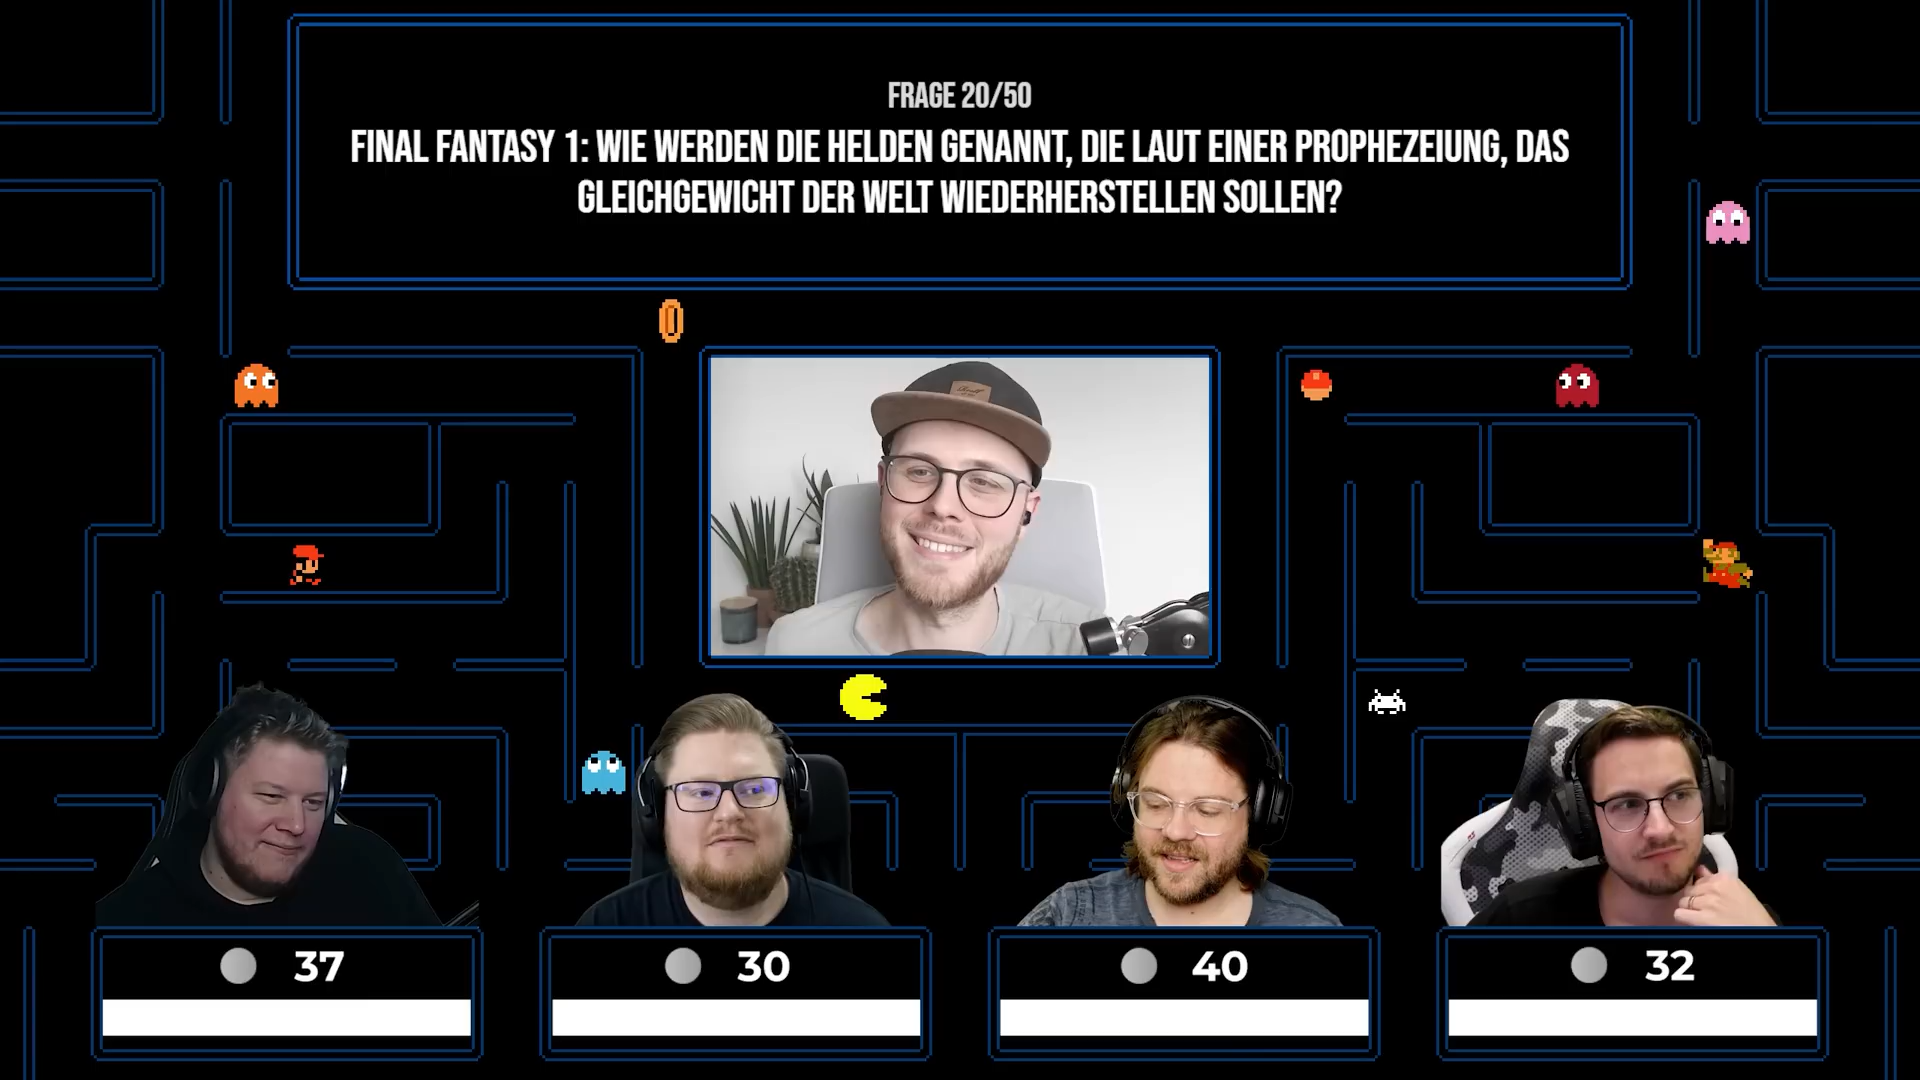 FRAGE 20/50
FINAL FANTASY 1: WIE WERDEN DIE HELDEN GENANNT, DIE LAUT EINER PROPHEZEIUNG, DAS
GLEICHGEWICHT DER WELT WIEDERHERSTELLEN SOLLEN?
37
30
40
32